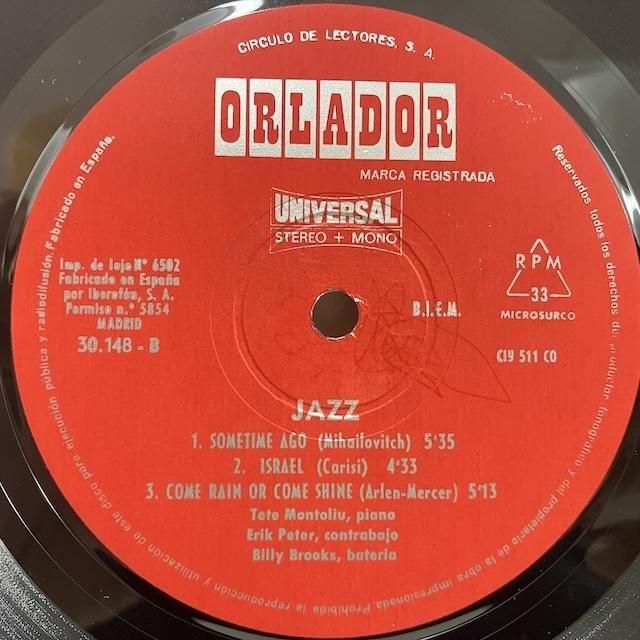 CIRCULO DE LECTORES, S. A.
ORLADOR
MARCA REGISTRADA
UNIVERSAL
STEREO + MONO
Imp. de lujo Nº 6502
Fabricado en España
por Iberofón, S. A.
Permiso n.º 5854
MADRID
30.148 - B
RPM
33
MICROSURCO
B.I.E.M.
CIY 511 CO
JAZZ
1. SOMETIME AGO (Mihailovitch) 5'35
2. ISRAEL (Carisi) 4'33
3. COME RAIN OR COME SHINE (Arlen-Mercer) 5'13
Tete Montoliu, piano
Erik Peter, contrabajo
Billy Brooks, bateria
Reservados todos los derechos del productor fonográfico y del propietario de la obra impresionada. Prohibida la reproducción y utilización de este disco para ejecución pública y radiodifusión. Fabricado en España.